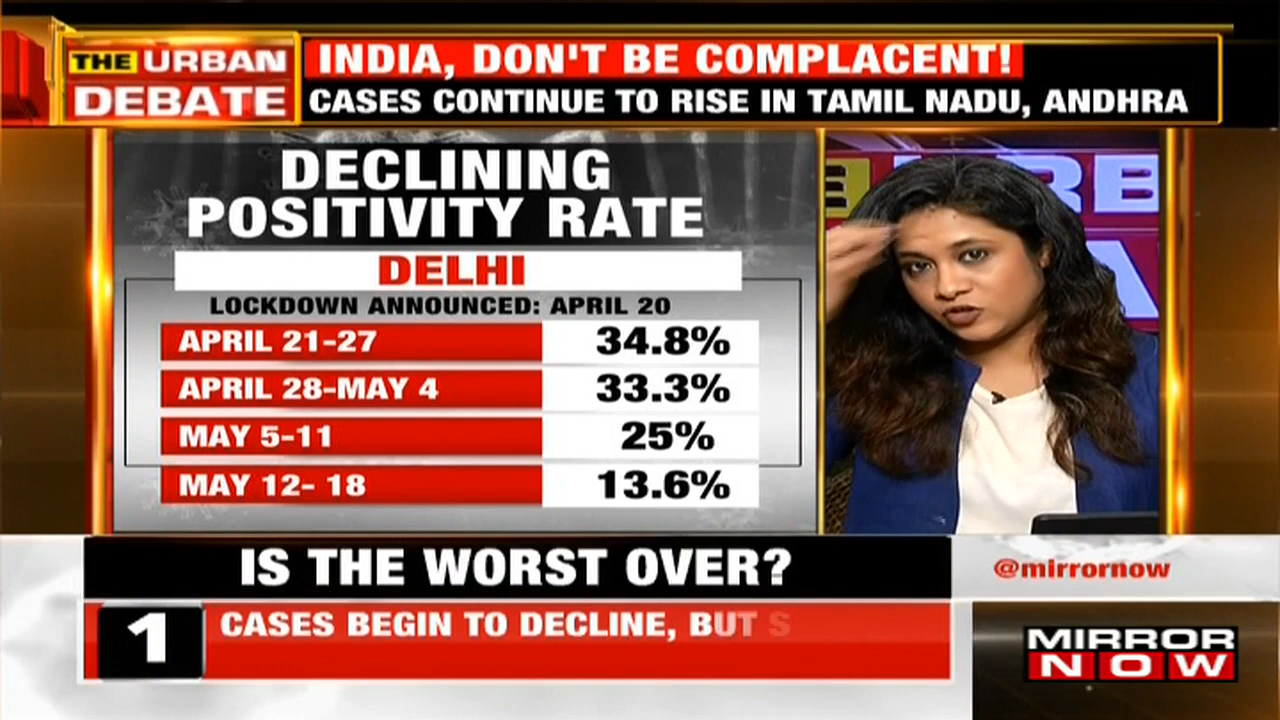 THE URBAN
DEBATE
INDIA, DON'T BE COMPLACENT!
CASES CONTINUE TO RISE IN TAMIL NADU, ANDHRA
DECLINING
POSITIVITY RATE
DELHI
LOCKDOWN ANNOUNCED: APRIL 20
APRIL 21-27 34.8%
APRIL 28-MAY 4 33.3%
MAY 5-11 25%
MAY 12- 18 13.6%
IS THE WORST OVER?
@mirrornow
1 CASES BEGIN TO DECLINE, BUT S
MIRROR
NOW